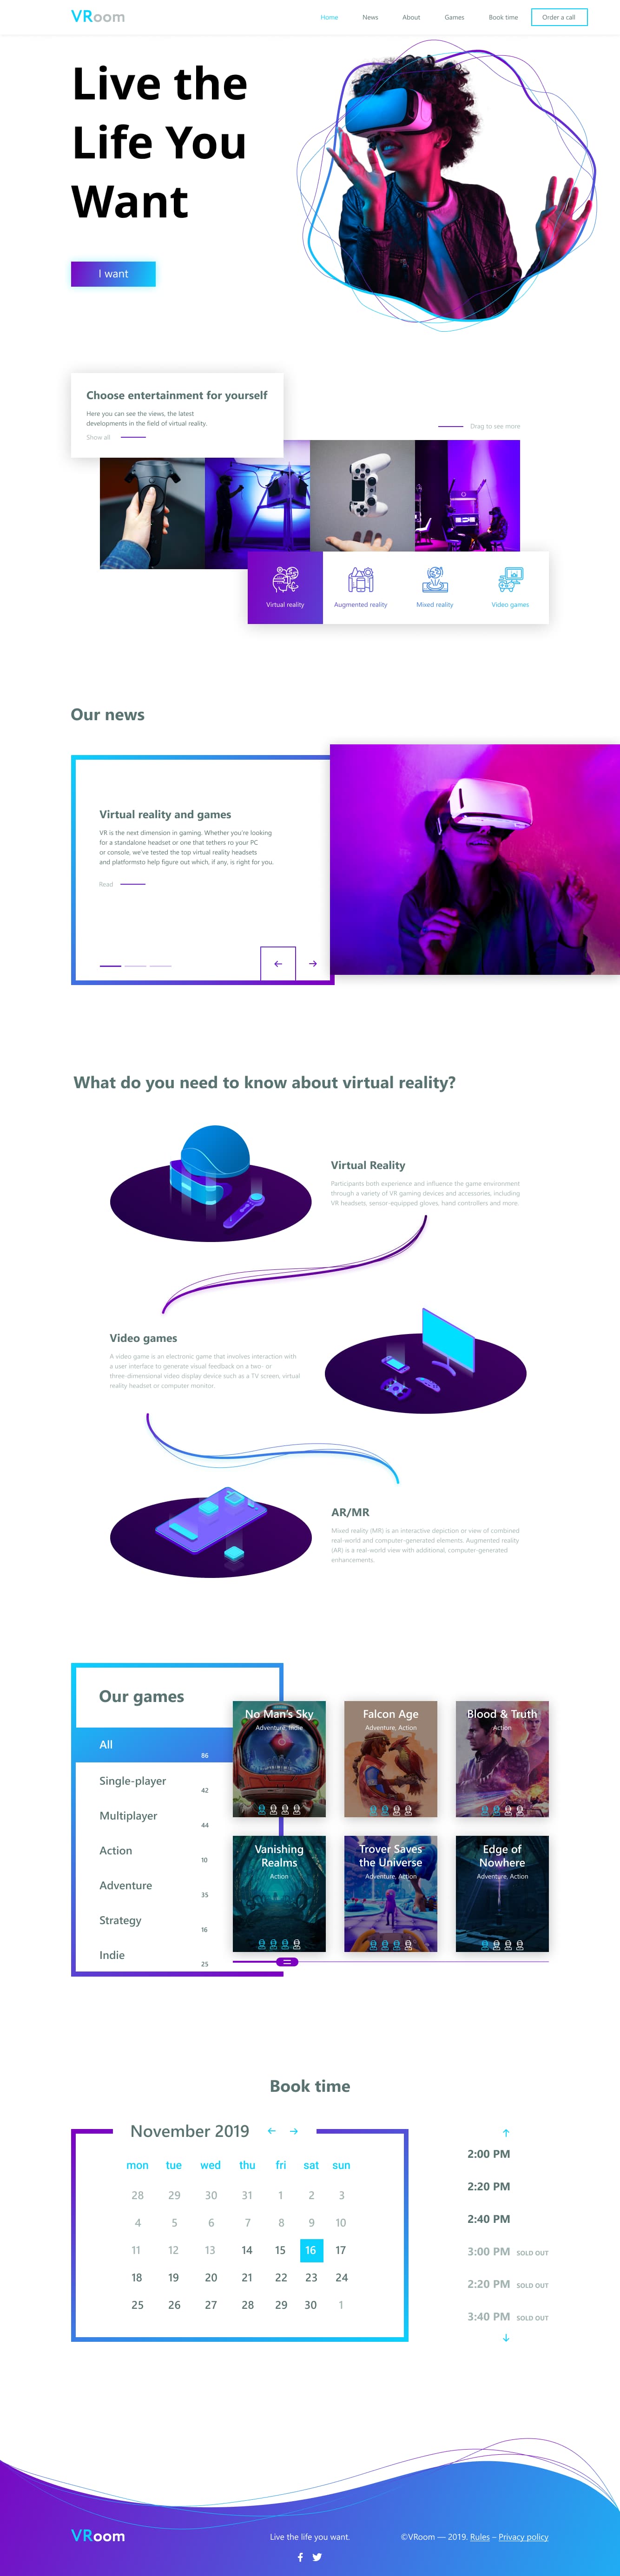 VRoom
Home
News
About
Games
Book time
Order a call
Live the
Life You
Want
I want
Choose entertainment for yourself
Here you can see the views, the latest
developments in the field of virtual reality.
Show all
Drag to see more
Virtual reality
Augmented reality
Mixed reality
Video games
Our news
Virtual reality and games
VR is the next dimension in gaming. Whether you're looking
for a standalone headset or one that tethers ro your PC
or console, we've tested the top virtual reality headsets
and platformsto help figure out which, if any, is right for you.
Read
What do you need to know about virtual reality?
Virtual Reality
Participants both experience and influence the game environment
through a variety of VR gaming devices and accessories, including
VR headsets, sensor-equipped gloves, hand controllers and more.
Video games
A video game is an electronic game that involves interaction with
a user interface to generate visual feedback on a two- or
three-dimensional video display device such as a TV screen, virtual
reality headset or computer monitor.
AR/MR
Mixed reality (MR) is an interactive depiction or view of combined
real-world and computer-generated elements. Augmented reality
(AR) is a real-world view with additional, computer-generated
enhancements.
Our games
All
86
Single-player
42
Multiplayer
44
Action
10
Adventure
35
Strategy
16
Indie
25
No Man's Sky
Adventure, Indie
Falcon Age
Adventure, Action
Blood & Truth
Action
Vanishing
Realms
Action
Trover Saves
the Universe
Adventure, Action
Edge of
Nowhere
Adventure, Action
Book time
November 2019
mon tue wed thu fri sat sun
28 29 30 31 1 2 3
4 5 6 7 8 9 10
11 12 13 14 15 16 17
18 19 20 21 22 23 24
25 26 27 28 29 30 1
2:00 PM
2:20 PM
2:40 PM
3:00 PM SOLD OUT
2:20 PM SOLD OUT
3:40 PM SOLD OUT
VRoom
Live the life you want.
©VRoom — 2019. Rules – Privacy policy